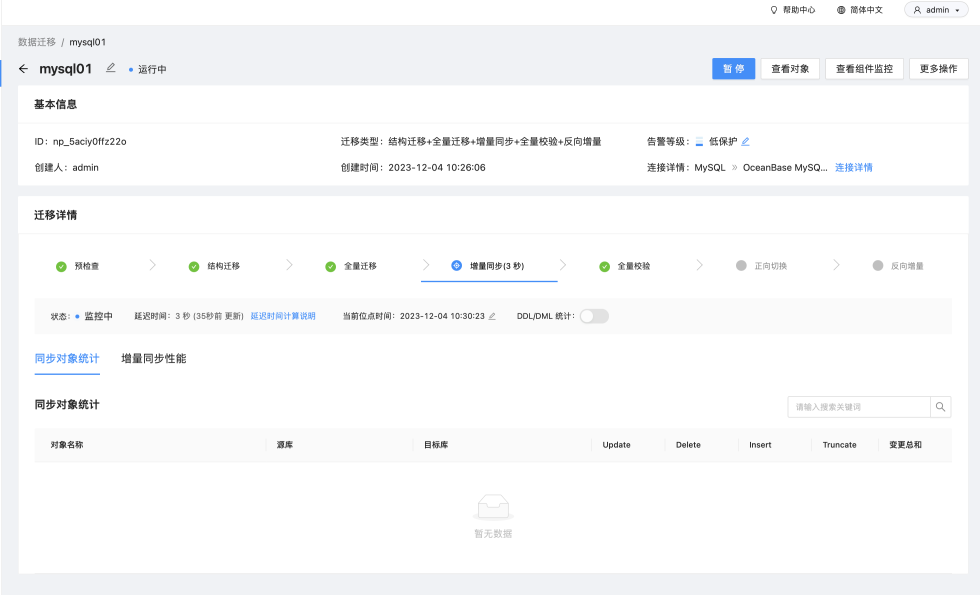 帮助中心 简体中文 admin
数据迁移 / mysql01
mysql01 运行中 暂 停 查看对象 查看组件监控 更多操作
基本信息
ID：np_5aciy0ffz22o 迁移类型：结构迁移+全量迁移+增量同步+全量校验+反向增量 告警等级： 低保护
创建人：admin 创建时间：2023-12-04 10:26:06 连接详情：MySQL » OceanBase MySQ... 连接详情
迁移详情
预检查 结构迁移 全量迁移 增量同步(3 秒) 全量校验 正向切换 反向增量
状态： 监控中 延迟时间：3 秒 (35秒前 更新) 延迟时间计算说明 当前位点时间：2023-12-04 10:30:23 DDL/DML 统计：
同步对象统计 增量同步性能
同步对象统计 请输入搜索关键词
对象名称 源库 目标库 Update Delete Insert Truncate 变更总和
暂无数据